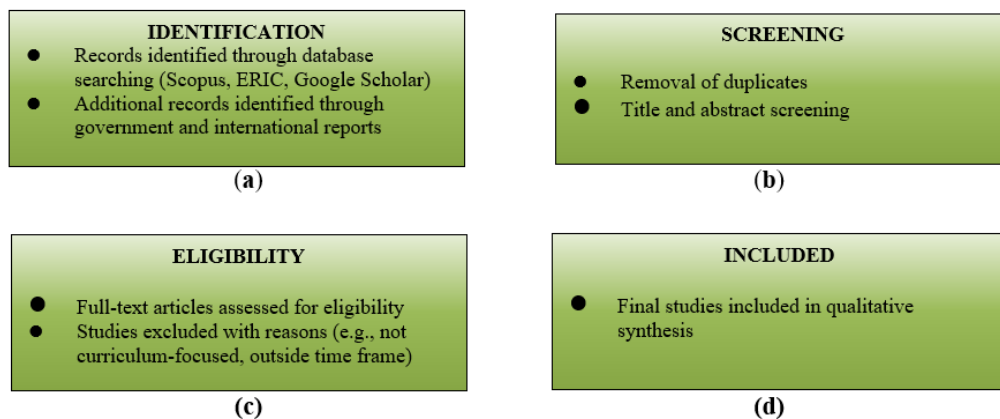 IDENTIFICATION
● Records identified through database
searching (Scopus, ERIC, Google Scholar)
● Additional records identified through
government and international reports
(a)
SCREENING
● Removal of duplicates
● Title and abstract screening
(b)
ELIGIBILITY
● Full-text articles assessed for eligibility
● Studies excluded with reasons (e.g., not
curriculum-focused, outside time frame)
(c)
INCLUDED
● Final studies included in qualitative
synthesis
(d)